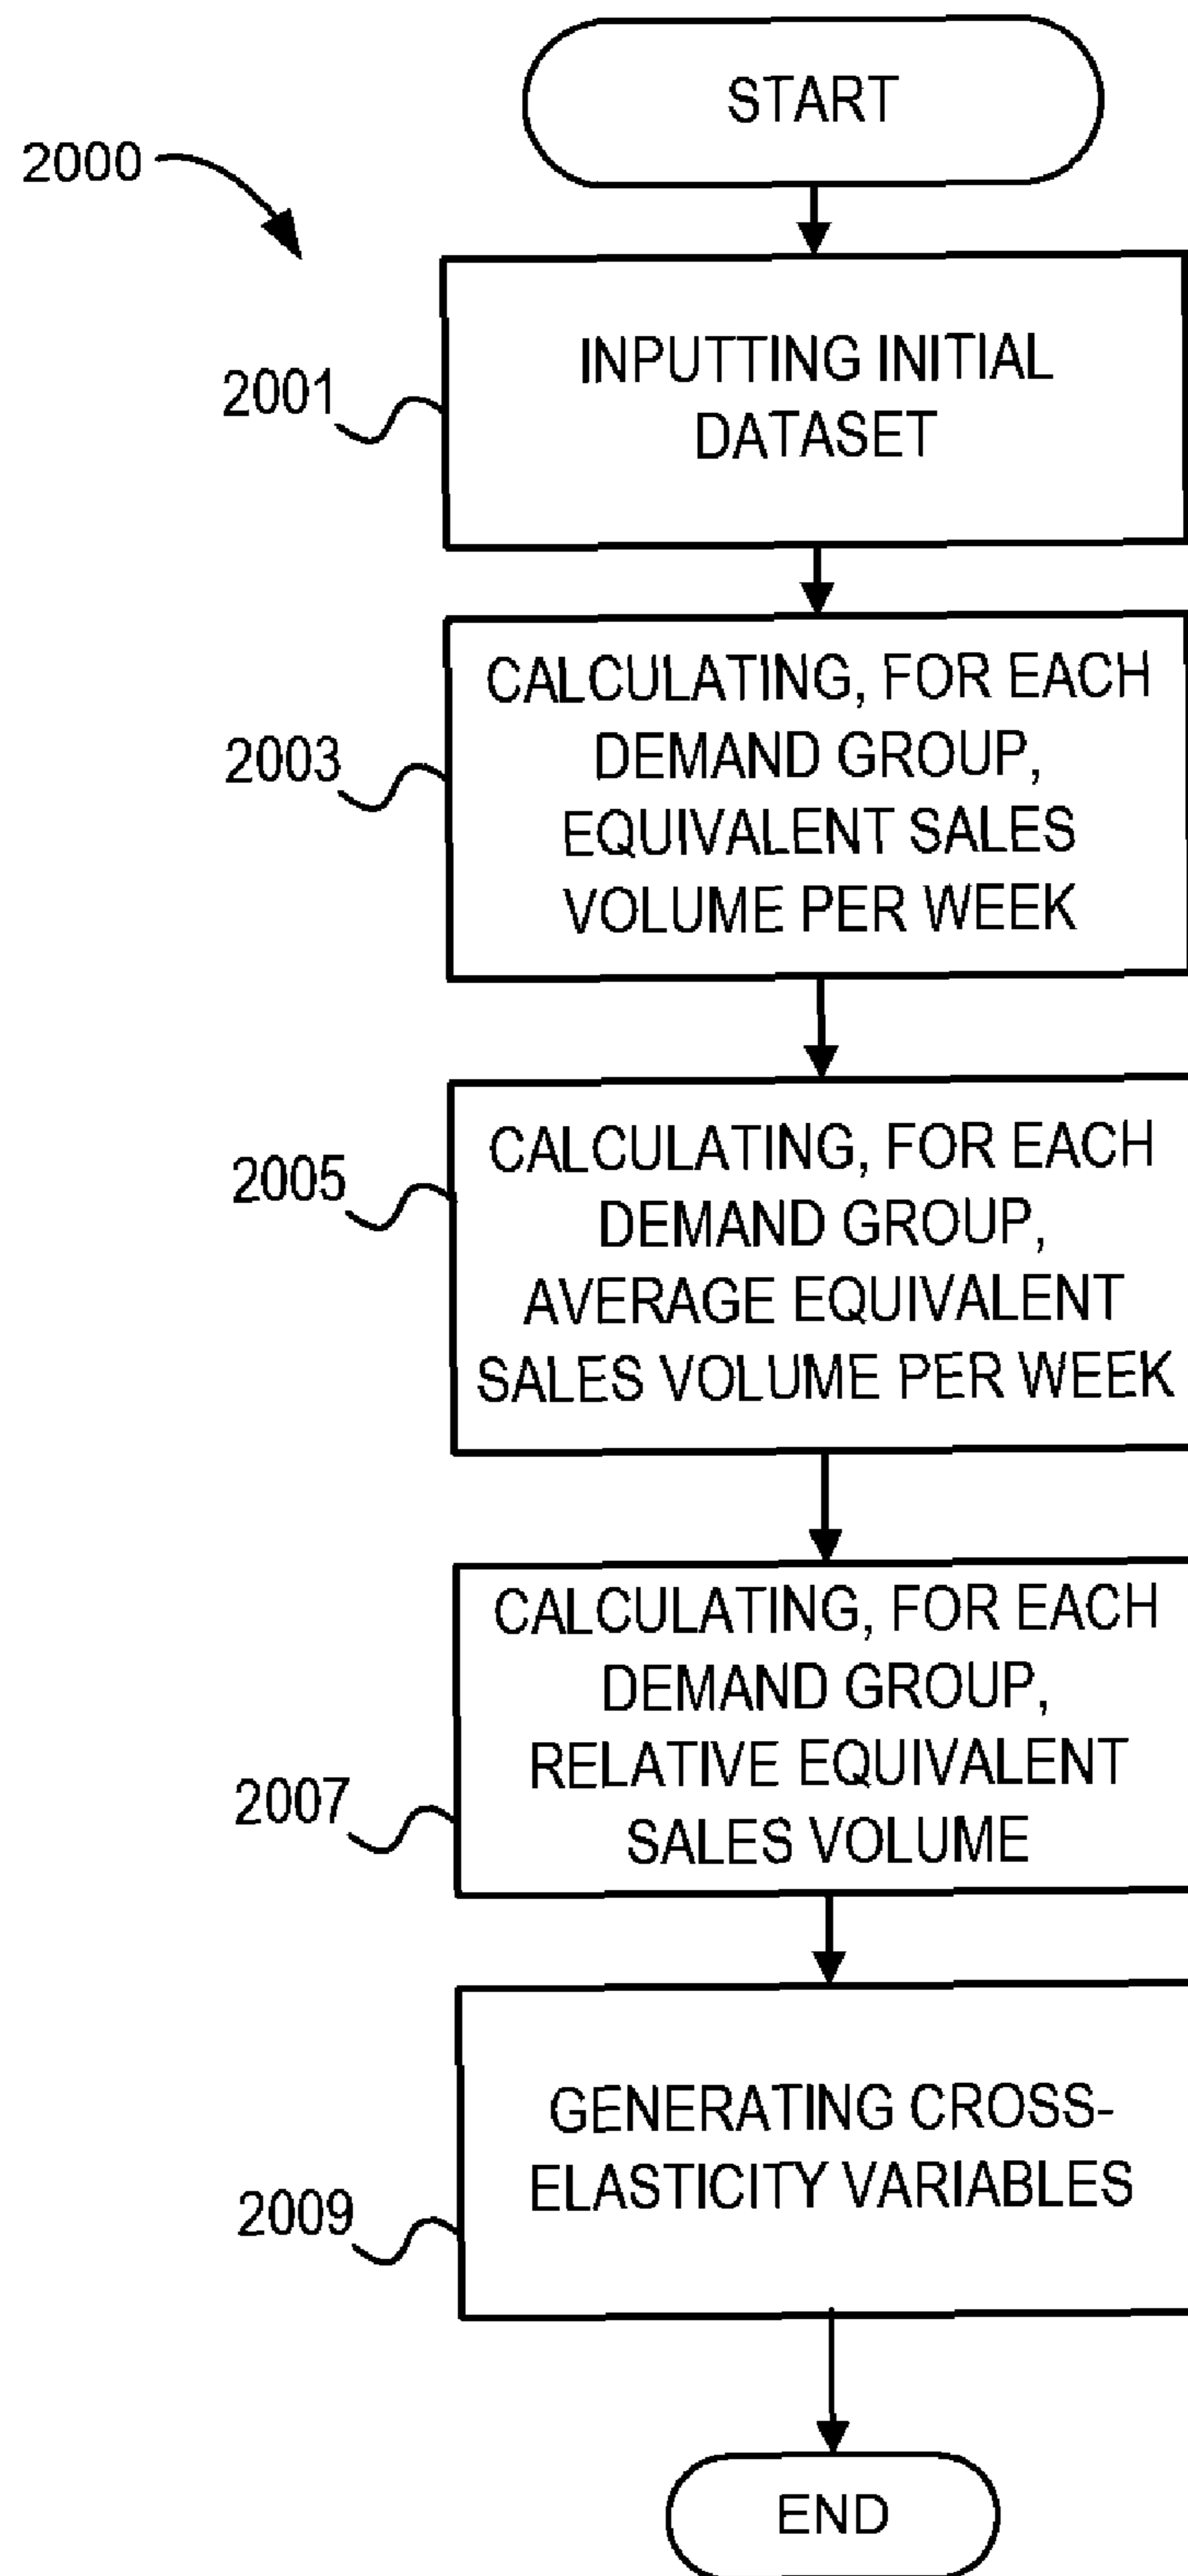 START
2000
INPUTTING INITIAL
DATASET
2001
CALCULATING, FOR EACH
DEMAND GROUP,
EQUIVALENT SALES
VOLUME PER WEEK
2003
CALCULATING, FOR EACH
DEMAND GROUP,
AVERAGE EQUIVALENT
SALES VOLUME PER WEEK
2005
CALCULATING, FOR EACH
DEMAND GROUP,
RELATIVE EQUIVALENT
SALES VOLUME
2007
GENERATING CROSS-
ELASTICITY VARIABLES
2009
END